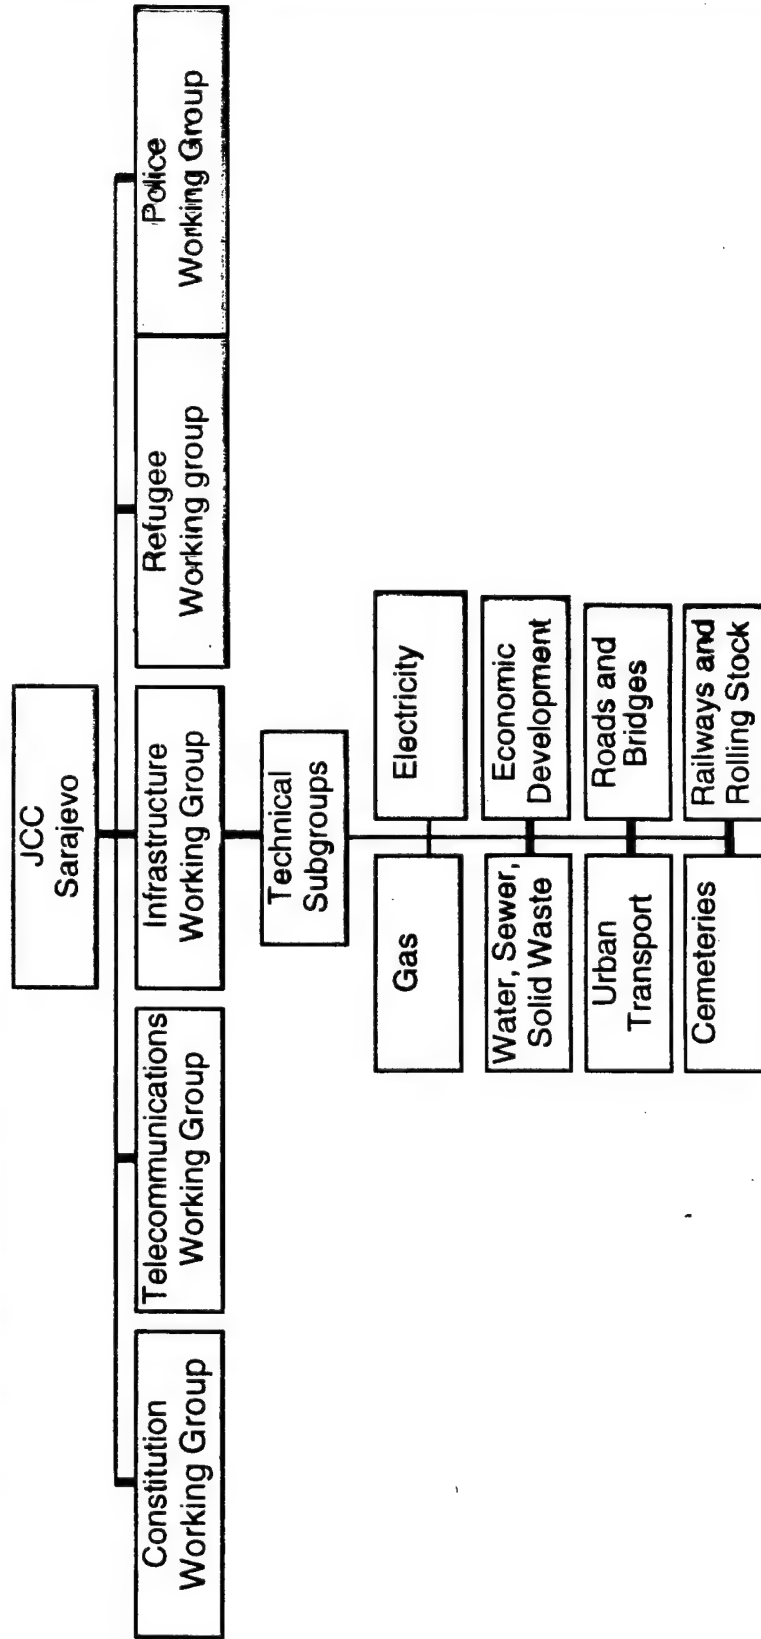 JCC
Sarajevo
Constitution
Working Group
Telecommunications
Working Group
Infrastructure
Working Group
Refugee
Working group
Police
Working Group
Technical
Subgroups
Gas
Electricity
Water, Sewer,
Solid Waste
Economic
Development
Urban
Transport
Roads and
Bridges
Cemeteries
Railways and
Rolling Stock